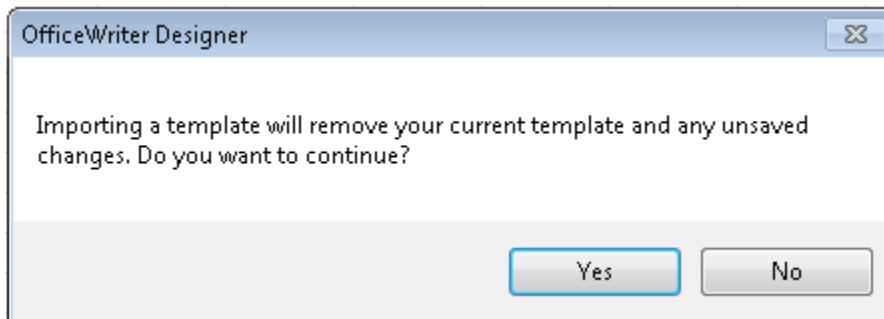 OfficeWriter Designer
Importing a template will remove your current template and any unsaved
changes. Do you want to continue?
Yes
No